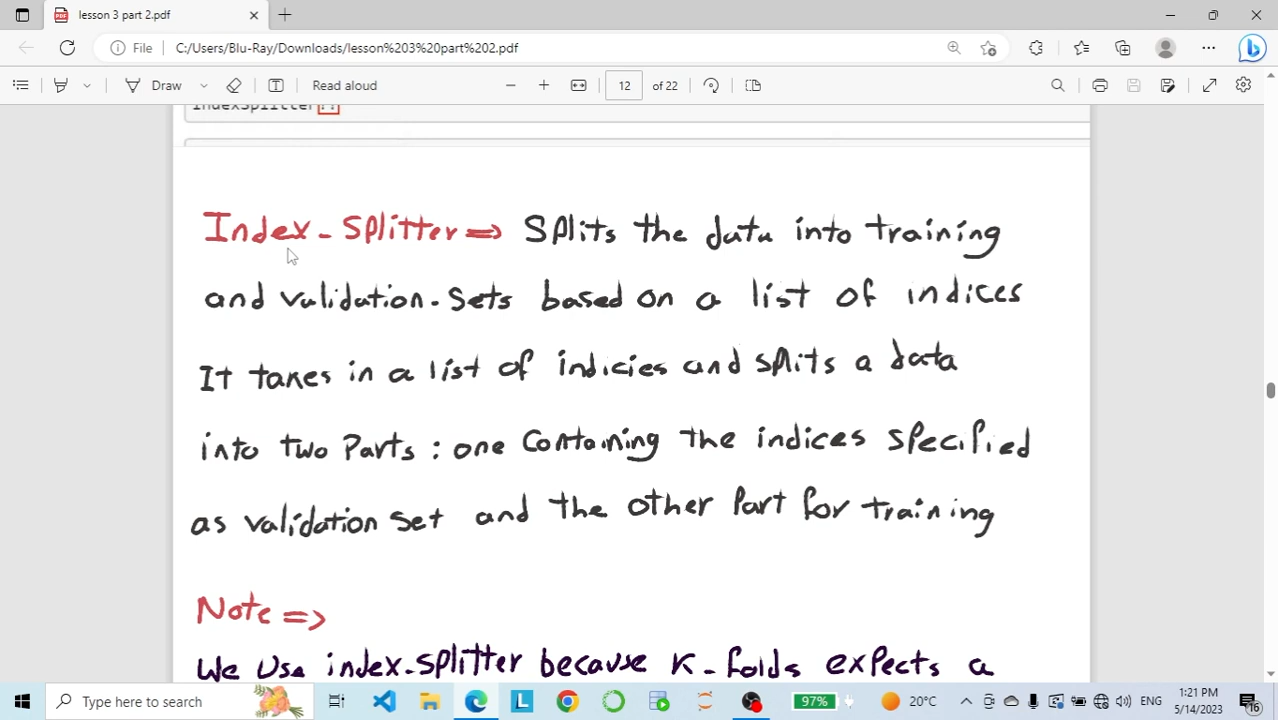 lesson 3 part 2.pdf
File C:/Users/Blu-Ray/Downloads/lesson%203%20part%202.pdf
Draw Read aloud 12 of 22
IndexSplitter??
Index-Splitter => Splits the data into training
and validation-sets based on a list of indices
It takes in a list of indicies and splits a data
into two Parts : one containing the indices specified
as validation set and the other Part for training
Note =>
We Use index-splitter because K-folds expects a
Type here to search 97% 20°C ENG 1:21 PM
5/14/2023 16